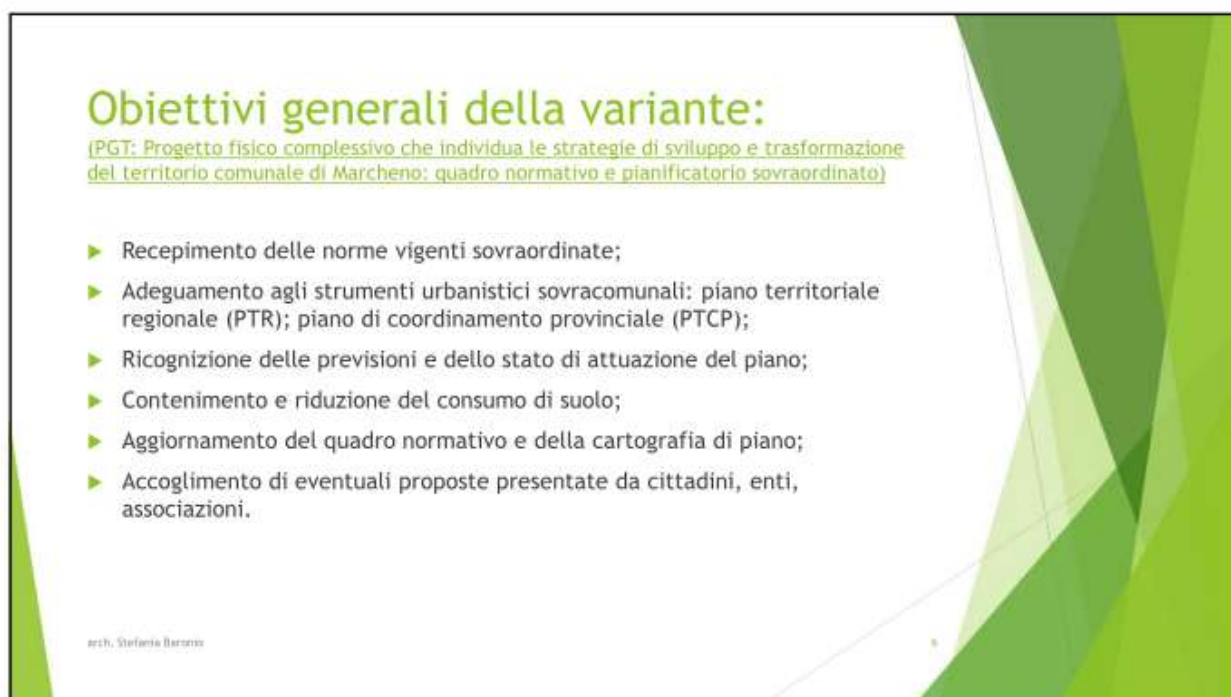 Obiettivi generali della variante:
(PGT: Progetto fisico complessivo che individua le strategie di sviluppo e trasformazione
del territorio comunale di Marcheno: quadro normativo e pianificatorio sovraordinato)
Recepimento delle norme vigenti sovraordinate;
Adeguamento agli strumenti urbanistici sovracomunali: piano territoriale
regionale (PTR); piano di coordinamento provinciale (PTCP);
Ricognizione delle previsioni e dello stato di attuazione del piano;
Contenimento e riduzione del consumo di suolo;
Aggiornamento del quadro normativo e della cartografia di piano;
Accoglimento di eventuali proposte presentate da cittadini, enti,
associazioni.
arch. Stefania Baronio